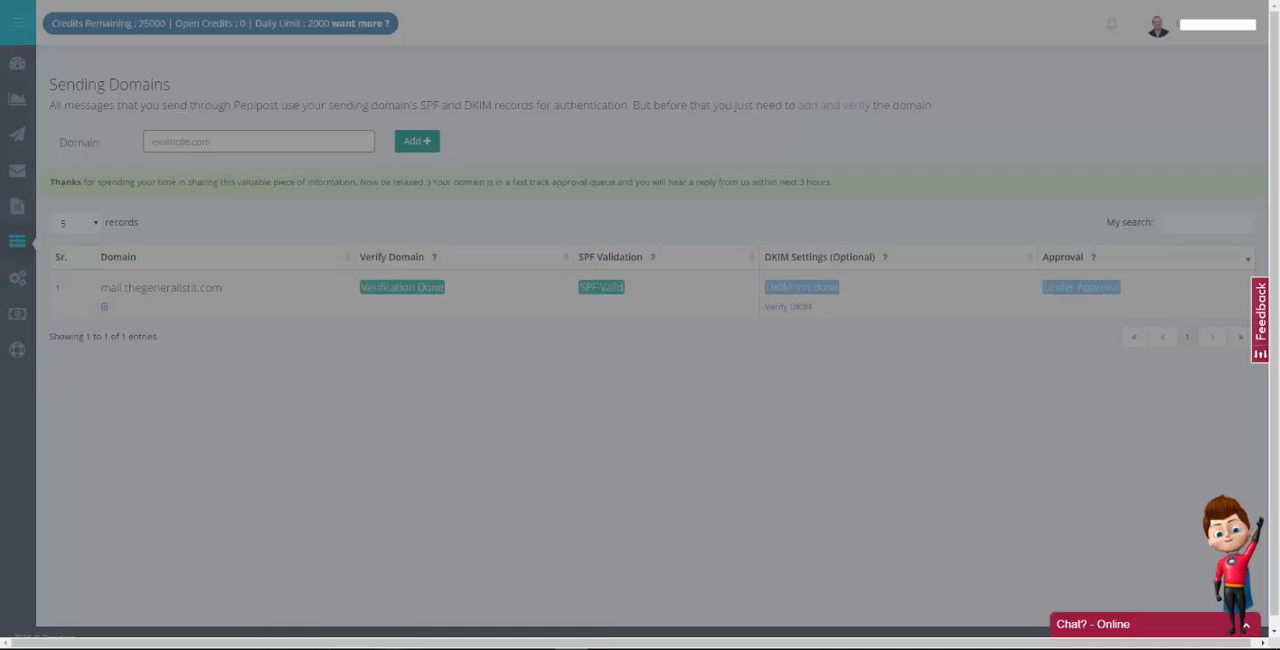 Credits Remaining : 25000 | Open Credits : 0 | Daily Limit : 2000 want more ?
Sending Domains
All messages that you send through Pepipost use your sending domain's SPF and DKIM records for authentication. But before that you just need to add and verify the domain.
Domain: example.com Add +
Thanks for spending your time in sharing this valuable piece of information. Now be relaxed :) Your domain is in a fast track approval queue and you will hear a reply from us within next 3 hours.
5 records My search:
Sr. Domain Verify Domain ? SPF Validation ? DKIM Settings (Optional) ? Approval ?
1 mail.thegeneralistit.com Verification Done SPF-Valid DKIM not done Under Approval
Verify DKIM
Showing 1 to 1 of 1 entries « ‹ 1 › »
Feedback
Chat? - Online